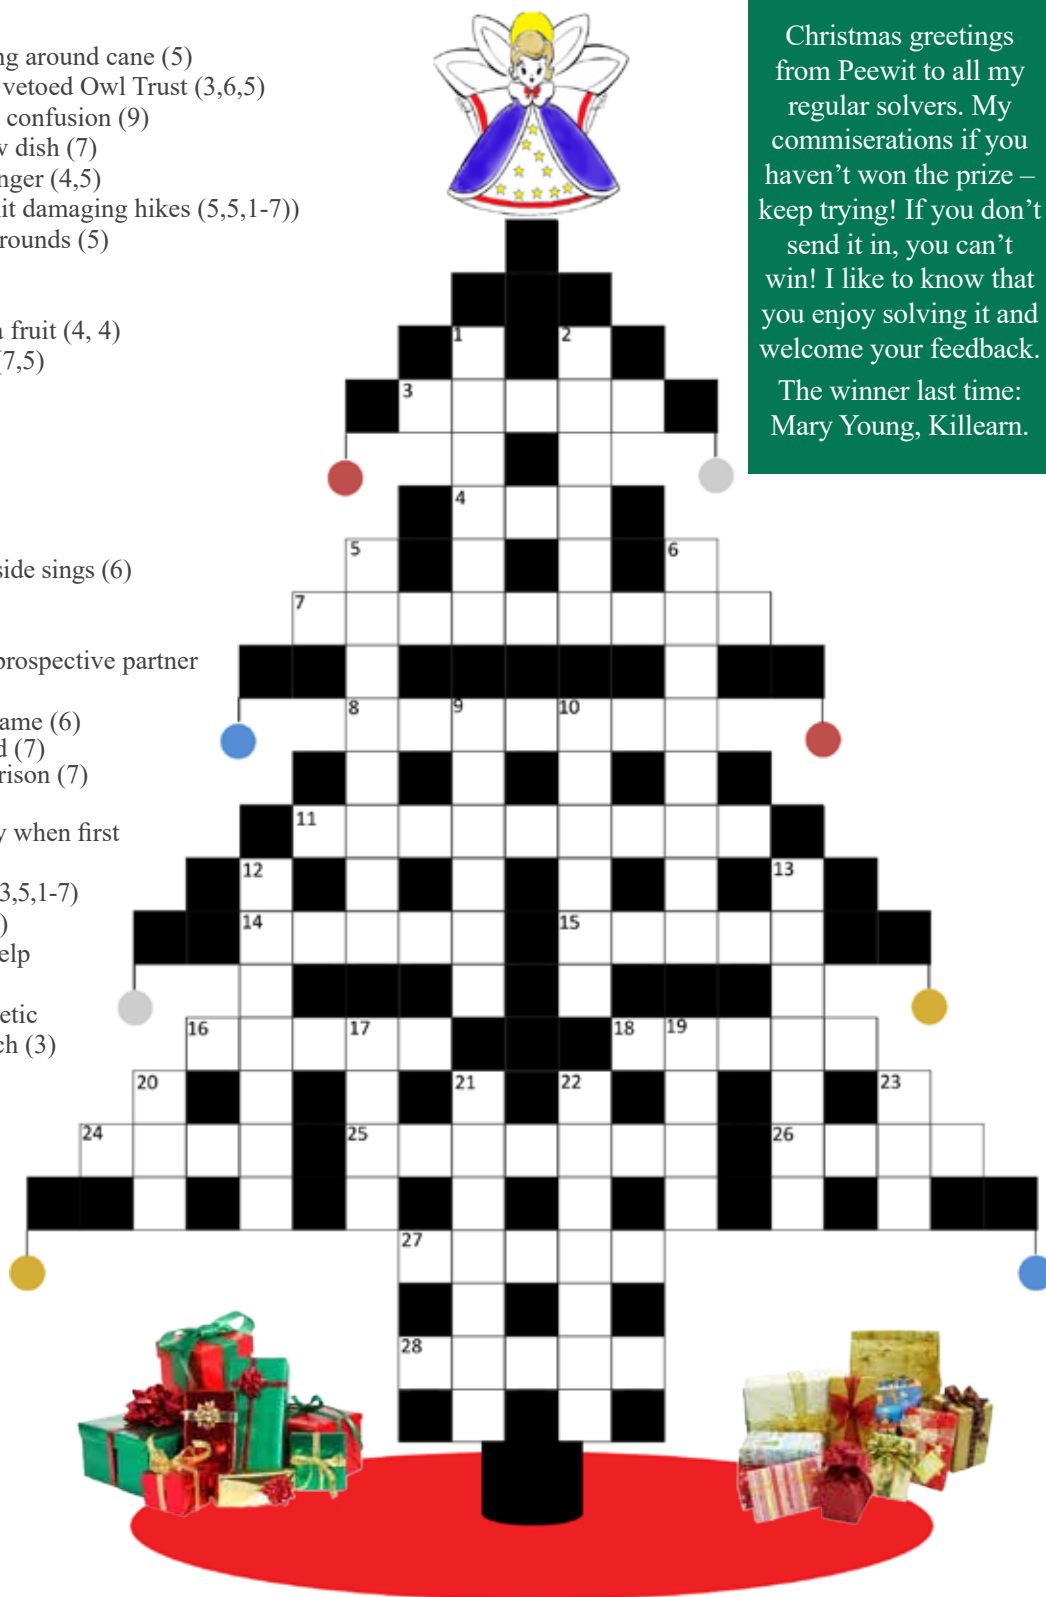 ng around cane (5)
vetoed Owl Trust (3,6,5)
confusion (9)
w dish (7)
nger (4,5)
it damaging hikes (5,5,1-7))
rounds (5)
a fruit (4, 4)
(7,5)
side sings (6)
prospective partner
ame (6)
d (7)
rison (7)
y when first
3,5,1-7)
)
elp
etic
ch (3)
Christmas greetings
from Peewit to all my
regular solvers. My
commiserations if you
haven’t won the prize –
keep trying! If you don’t
send it in, you can’t
win! I like to know that
you enjoy solving it and
welcome your feedback.
The winner last time:
Mary Young, Killearn.
1 2
3
4
5 6
7
8 9 10
11
12 13
14 15
16 17 18 19
20 21 22 23
24 25 26
27
28